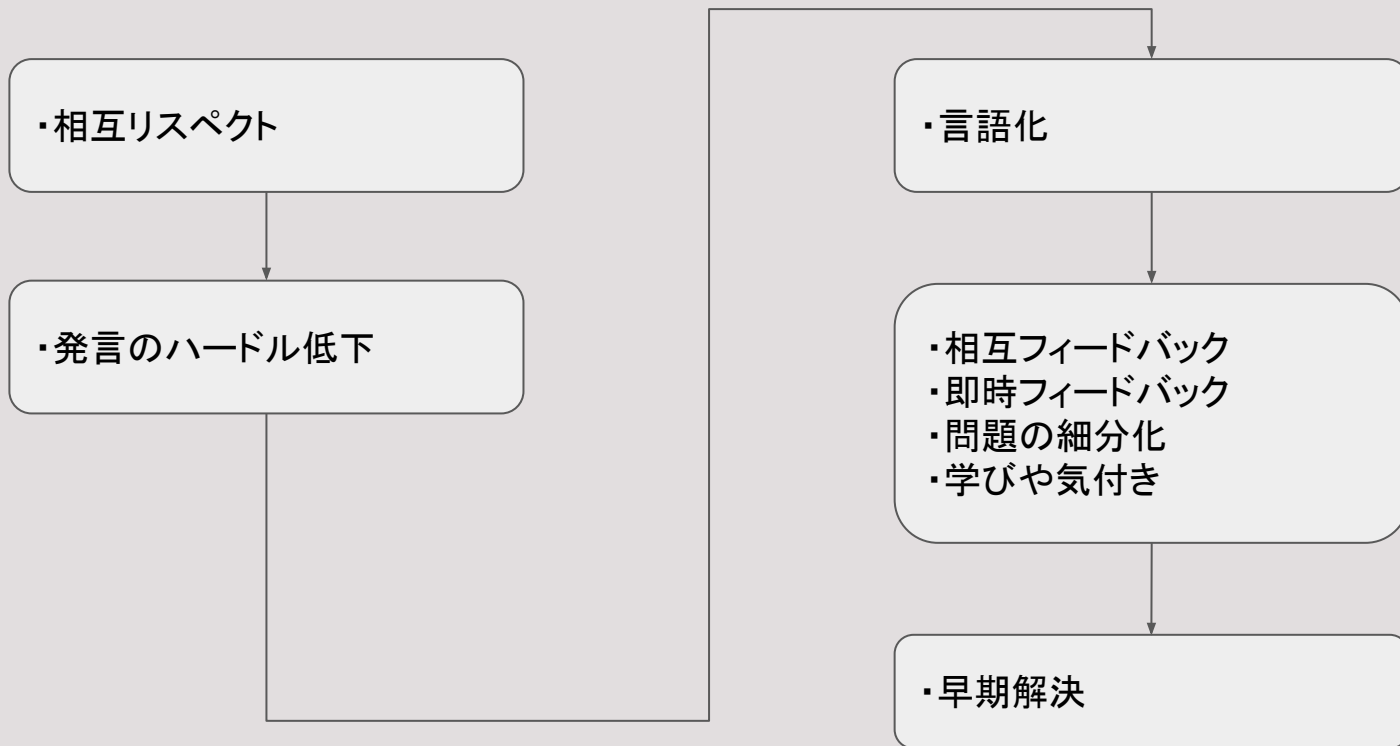 ・相互リスペクト
・発言のハードル低下
・言語化
・相互フィードバック
・即時フィードバック
・問題の細分化
・学びや気付き
・早期解決